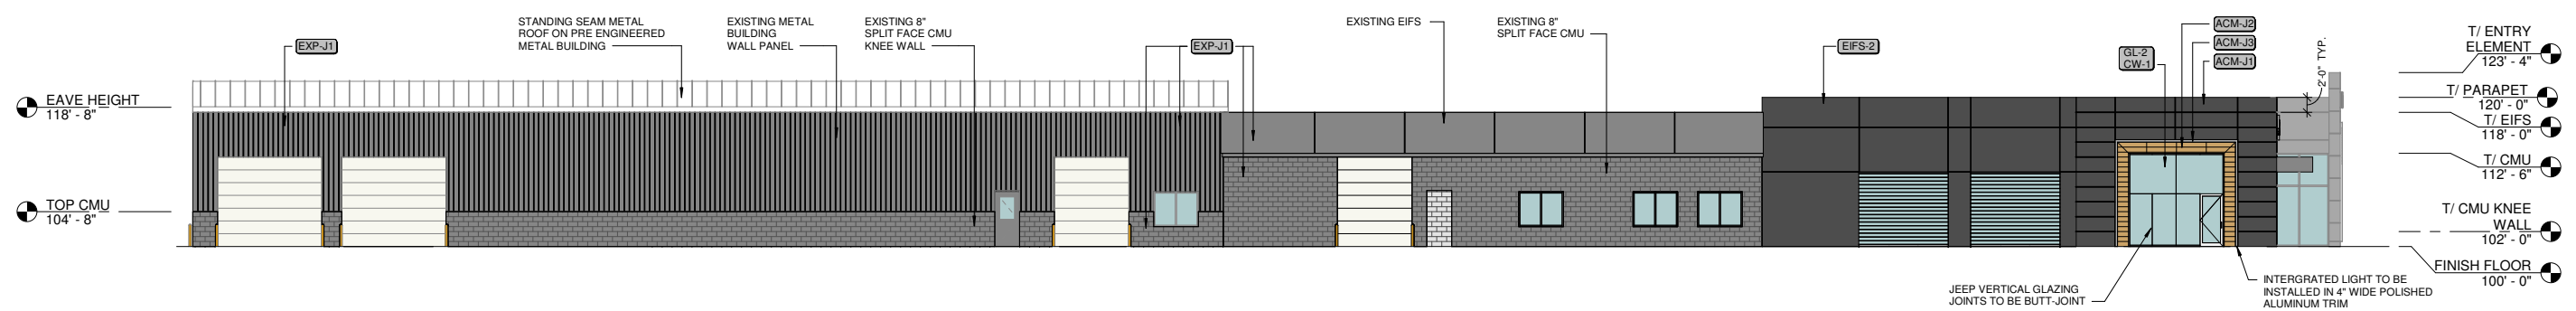 EXP-J1
STANDING SEAM METAL
ROOF ON PRE ENGINEERED
METAL BUILDING
EXISTING METAL
BUILDING
WALL PANEL
EXISTING 8"
SPLIT FACE CMU
KNEE WALL
EXP-J1
EXISTING EIFS
EXISTING 8"
SPLIT FACE CMU
EIFS-2
GL-2
CW-1
ACM-J2
ACM-J3
ACM-J1
2'-0" TYP.
T/ ENTRY
ELEMENT
123' - 4"
T/ PARAPET
120' - 0"
T/ EIFS
118' - 0"
T/ CMU
112' - 6"
T/ CMU KNEE
WALL
102' - 0"
FINISH FLOOR
100' - 0"
EAVE HEIGHT
118' - 8"
TOP CMU
104' - 8"
JEEP VERTICAL GLAZING
JOINTS TO BE BUTT-JOINT
INTERGRATED LIGHT TO BE
INSTALLED IN 4" WIDE POLISHED
ALUMINUM TRIM